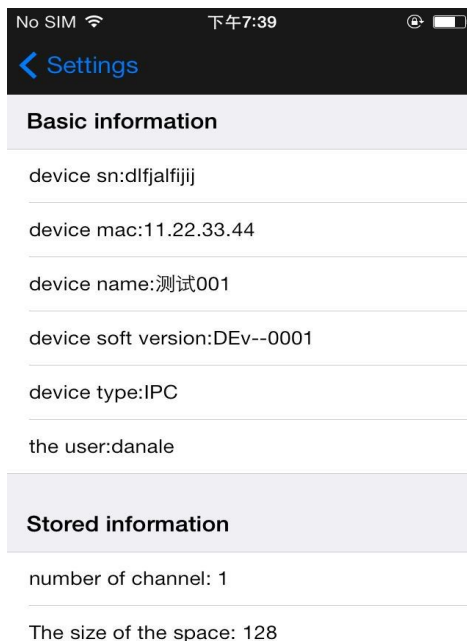 No SIM 下午7:39
Settings
Basic information
device sn:dlfjalfijij
device mac:11.22.33.44
device name:测试001
device soft version:DEv--0001
device type:IPC
the user:danale
Stored information
number of channel: 1
The size of the space: 128